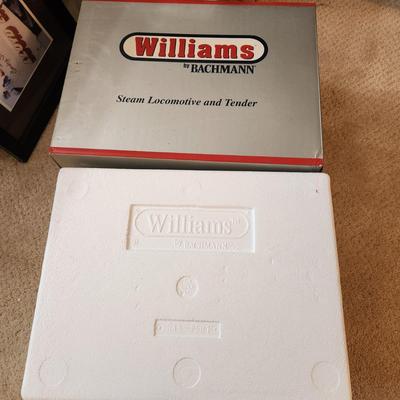 Williams
by BACHMANN
Steam Locomotive and Tender
Williams
by BACHMANN